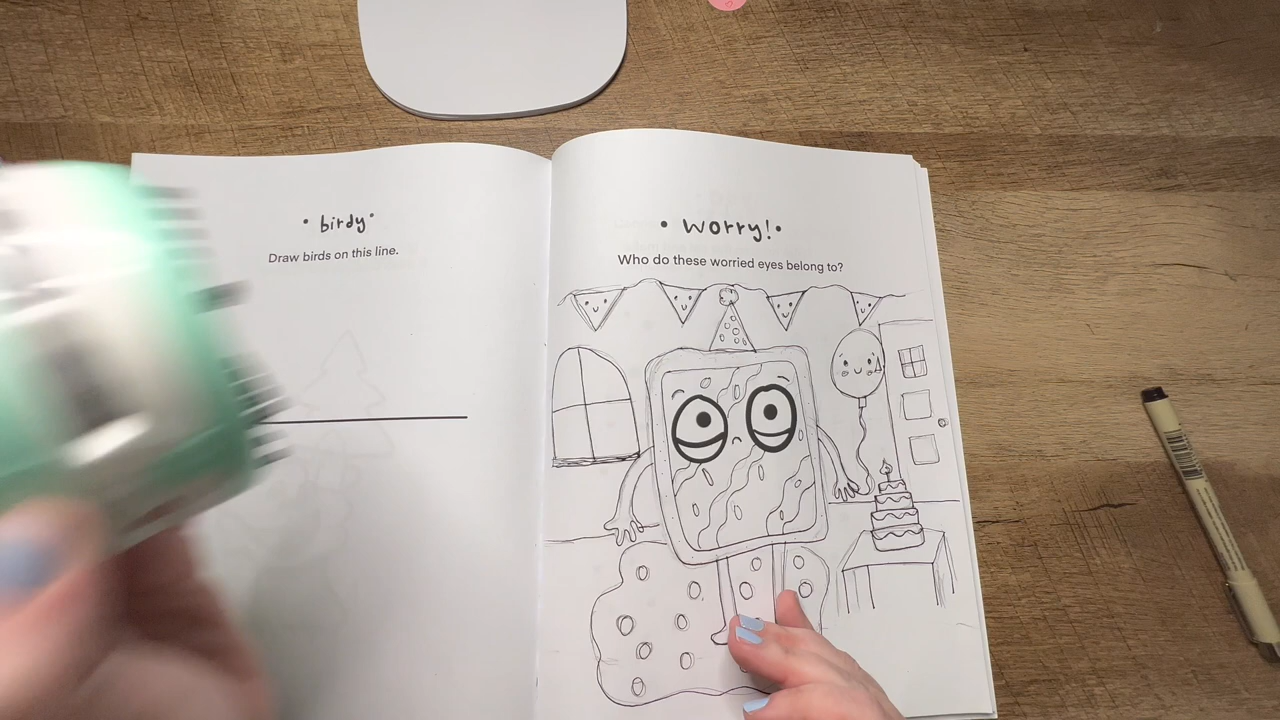 • birdy •
Draw birds on this line.
• worry! •
Who do these worried eyes belong to?